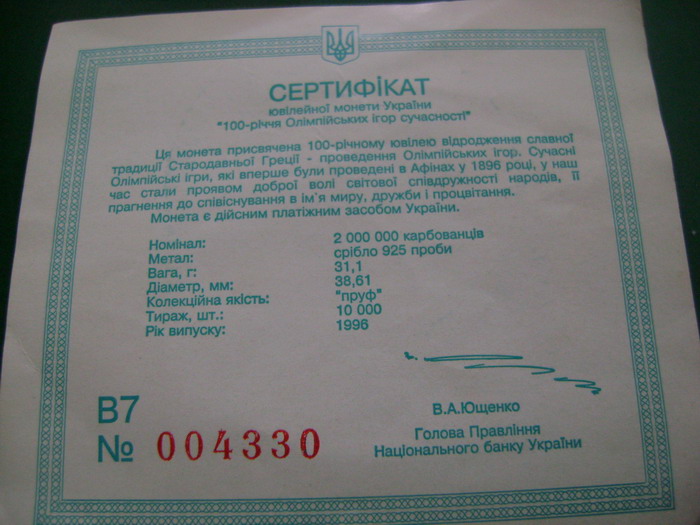 СЕРТИФІКАТ
ювілейної монети України
"100-річчя Олімпійських ігор сучасності"
Ця монета присвячена 100-річному ювілею відродження славної
традиції Стародавньої Греції - проведення Олімпійських ігор. Сучасні
Олімпійські ігри, які вперше були проведені в Афінах у 1896 році, у наш
час стали проявом доброї волі світової співдружності народів, її
прагнення до співіснування в ім'я миру, дружби і процвітання.
Монета є дійсним платіжним засобом України.
Номінал: 2 000 000 карбованців
Метал: срібло 925 проби
Вага, г: 31,1
Діаметр, мм: 38,61
Колекційна якість: "пруф"
Тираж, шт.: 10 000
Рік випуску: 1996
В7
№ 004330
В.А.Ющенко
Голова Правління
Національного банку України